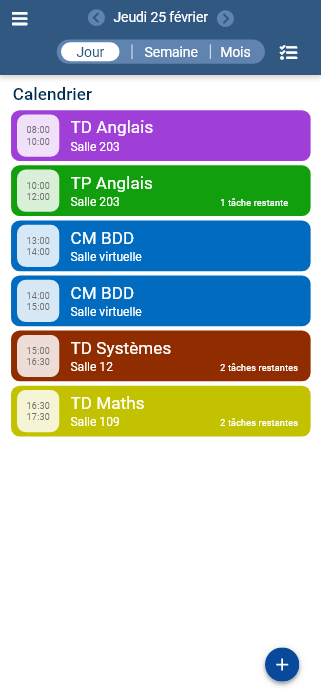 Jeudi 25 février
Jour | Semaine | Mois
Calendrier
08:00
10:00
TD Anglais
Salle 203
10:00
12:00
TP Anglais
Salle 203
1 tâche restante
13:00
14:00
CM BDD
Salle virtuelle
14:00
15:00
CM BDD
Salle virtuelle
15:00
16:30
TD Systèmes
Salle 12
2 tâches restantes
16:30
17:30
TD Maths
Salle 109
2 tâches restantes
+